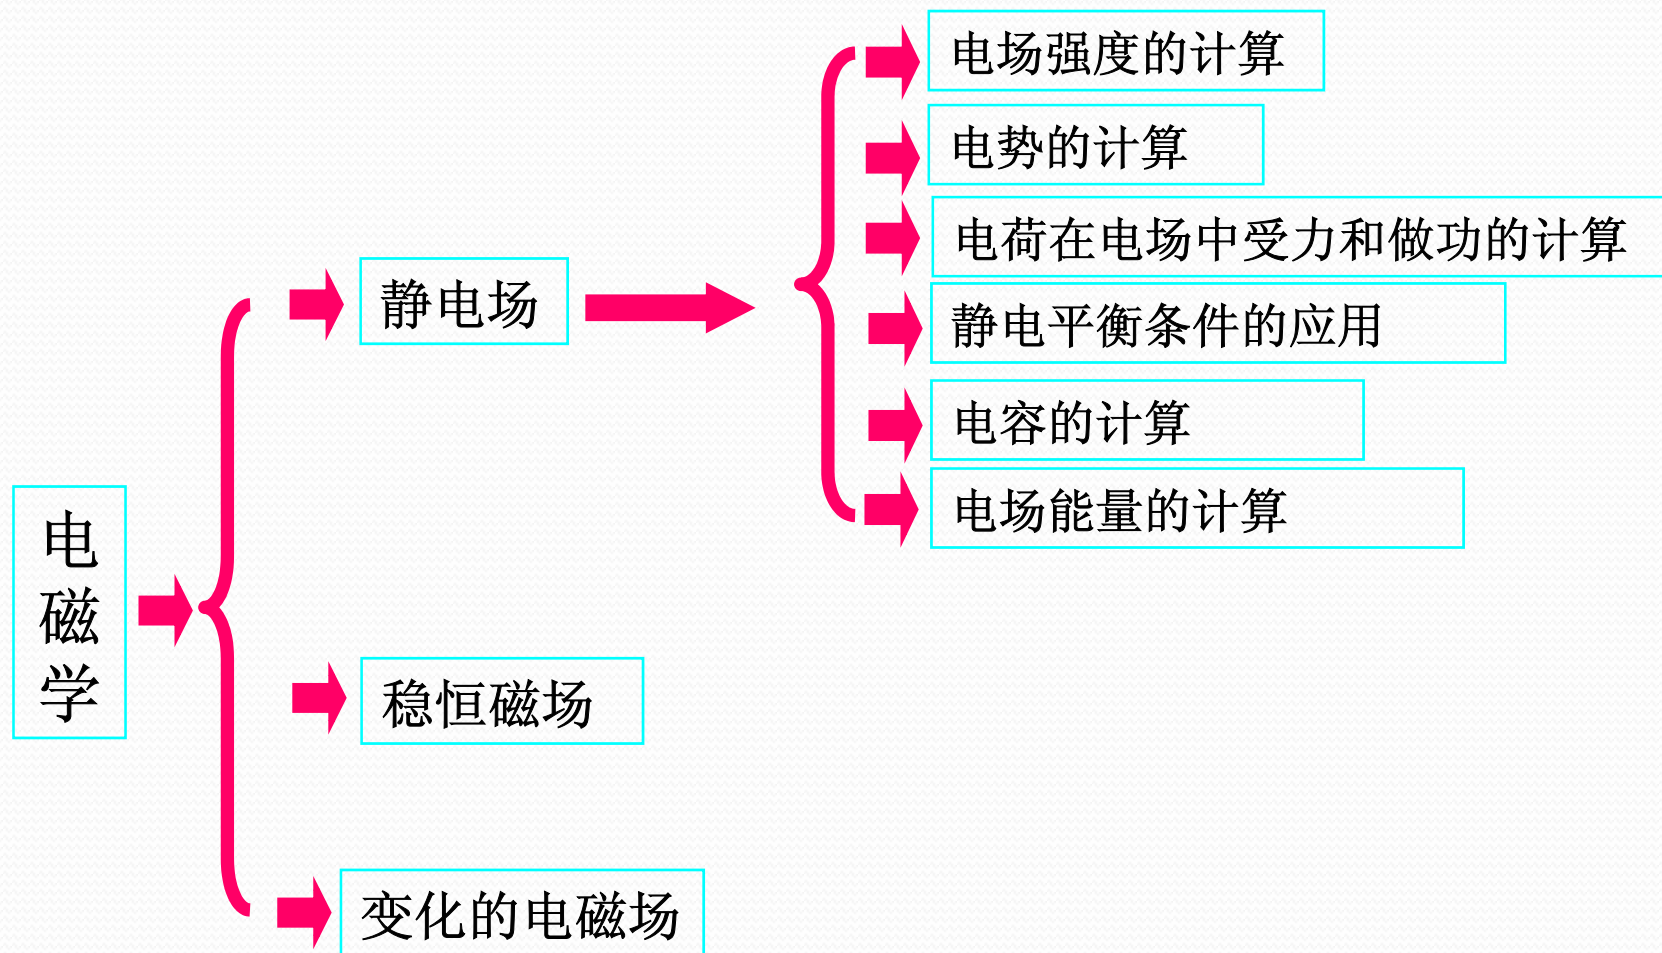 电场强度的计算
电势的计算
电荷在电场中受力和做功的计算
静电场
静电平衡条件的应用
电容的计算
电场能量的计算
电
磁
学
稳恒磁场
变化的电磁场